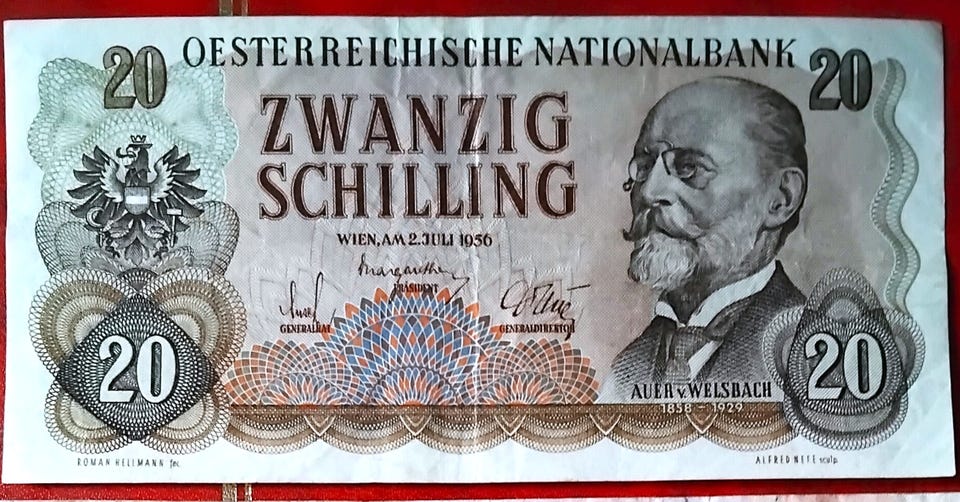 OESTERREICHISCHE NATIONALBANK
20
20
ZWANZIG
SCHILLING
WIEN, AM 2. JULI 1956
PRÄSIDENT
GENERALRAT
GENERALDIREKTOR
20
20
AUER v. WELSBACH
1858 – 1929
ROMAN HELLMANN fec.
ALFRED NEFE sculp.